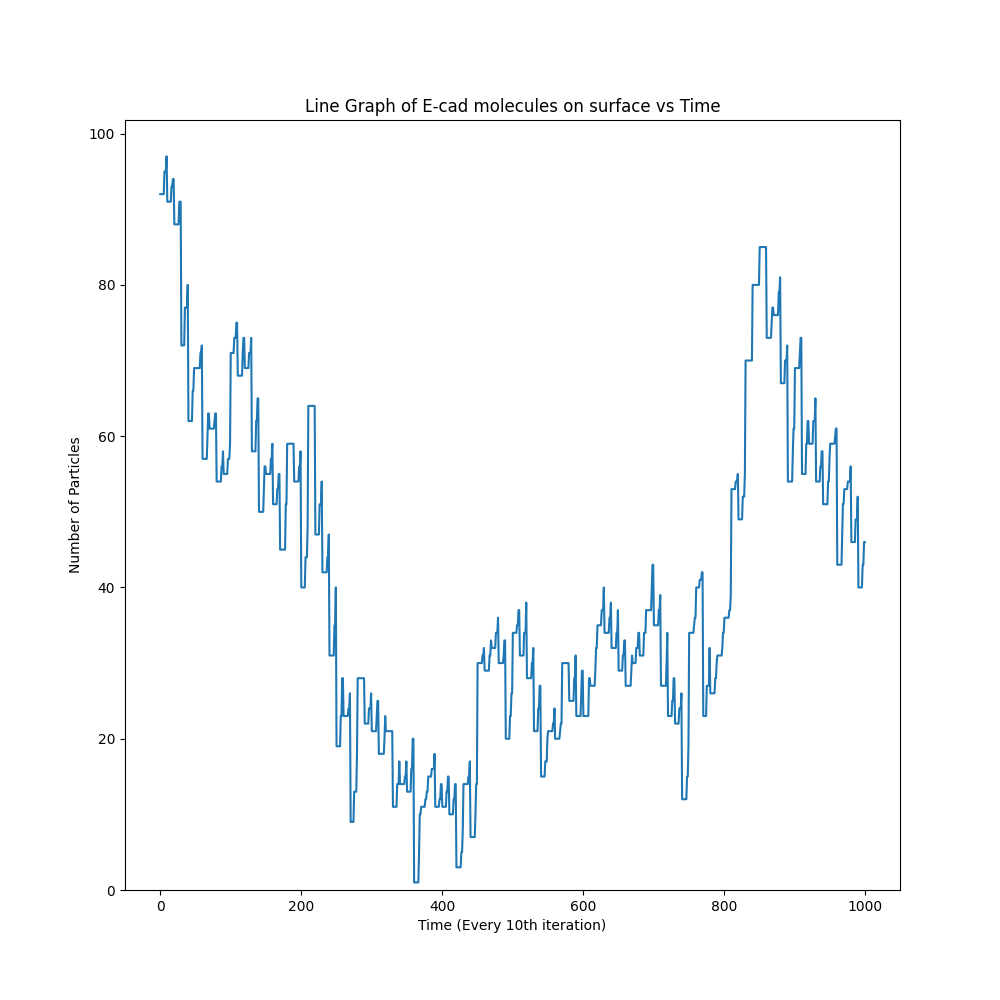 Line Graph of E-cad molecules on surface vs Time
100
80
60
40
20
0
Number of Particles
0 200 400 600 800 1000
Time (Every 10th iteration)